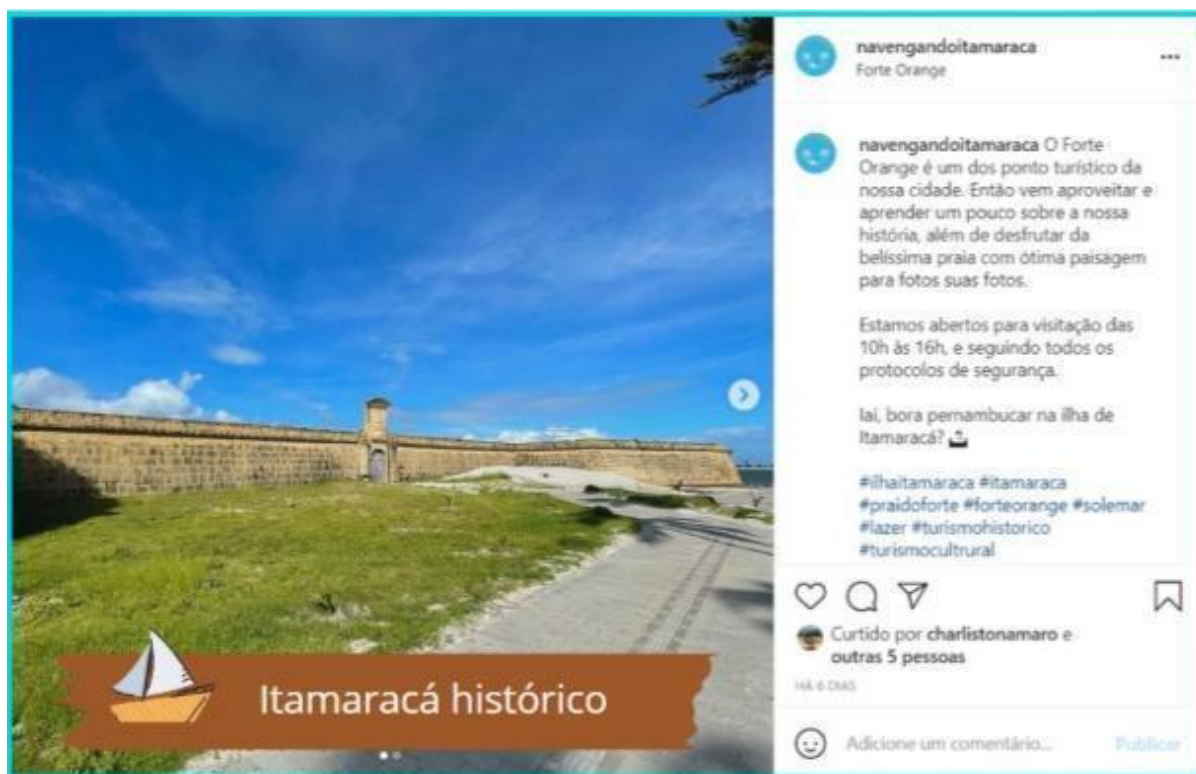 navengandoitamaraca
Forte Orange
navengandoitamaraca O Forte
Orange é um dos ponto turístico da
nossa cidade. Então vem aproveitar e
aprender um pouco sobre a nossa
história, além de desfrutar da
belíssima praia com ótima paisagem
para fotos suas fotos.
Estamos abertos para visitação das
10h às 16h, e seguindo todos os
protocolos de segurança.
Iai, bora pernambucar na ilha de
Itamaracá?
#ilhaitamaraca #itamaraca
#praidoforte #forteorange #solemar
#lazer #turismohistorico
#turismocultrural
Curtido por charlistonamaro e
outras 5 pessoas
HÁ 6 DIAS
Adicione um comentário... Publicar
Itamaracá histórico